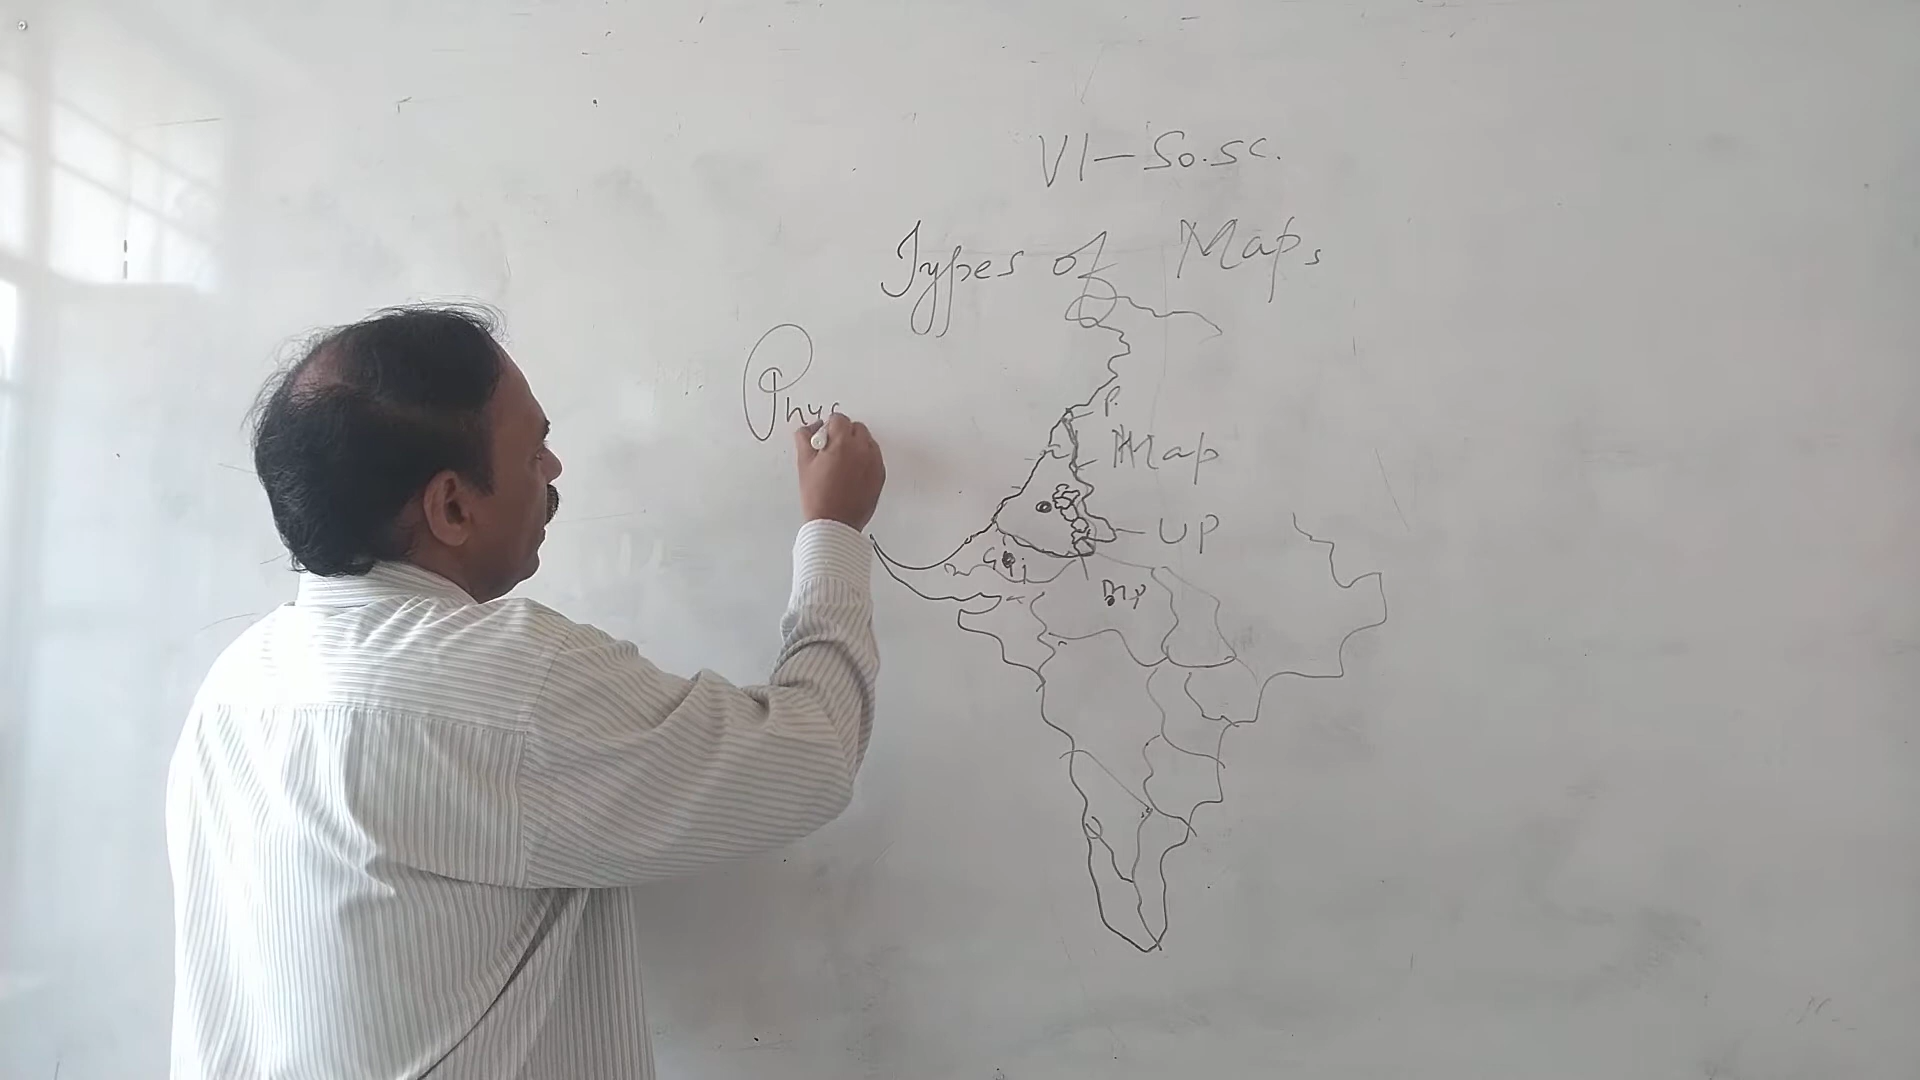 VI - So.sc.
Types of Maps
Phys
P.
Map
UP
Guj
MP